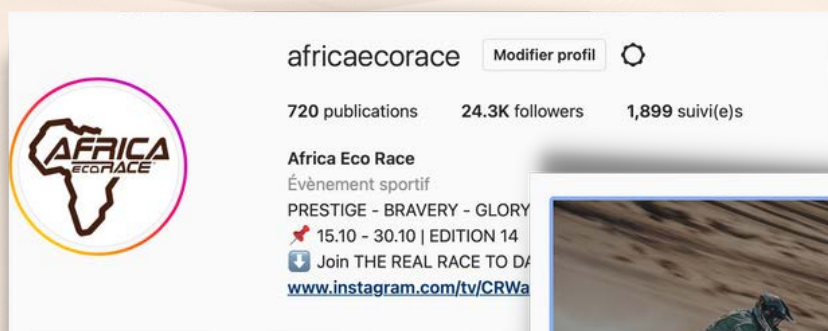 africaecorace Modifier profil
720 publications 24.3K followers 1,899 suivi(e)s
AFRICA
ECORACE
Africa Eco Race
Évènement sportif
PRESTIGE - BRAVERY - GLORY
📌 15.10 - 30.10 | EDITION 14
⬇️ Join THE REAL RACE TO
www.instagram.com/tv/CRWa